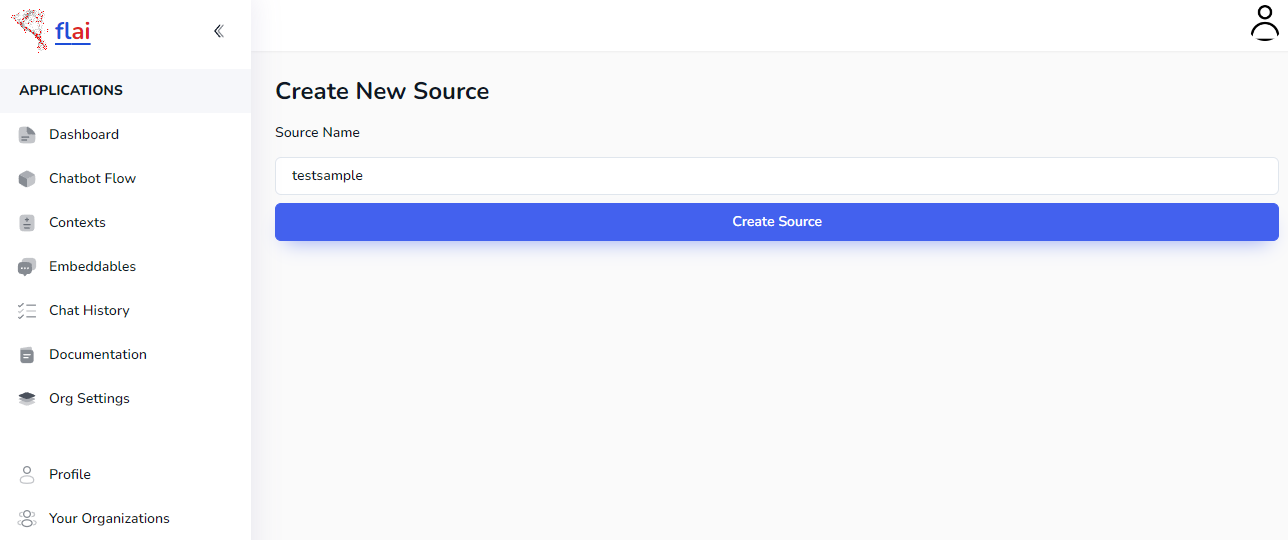 flai
APPLICATIONS
Dashboard
Chatbot Flow
Contexts
Embeddables
Chat History
Documentation
Org Settings
Profile
Your Organizations
Create New Source
Source Name
testsample
Create Source